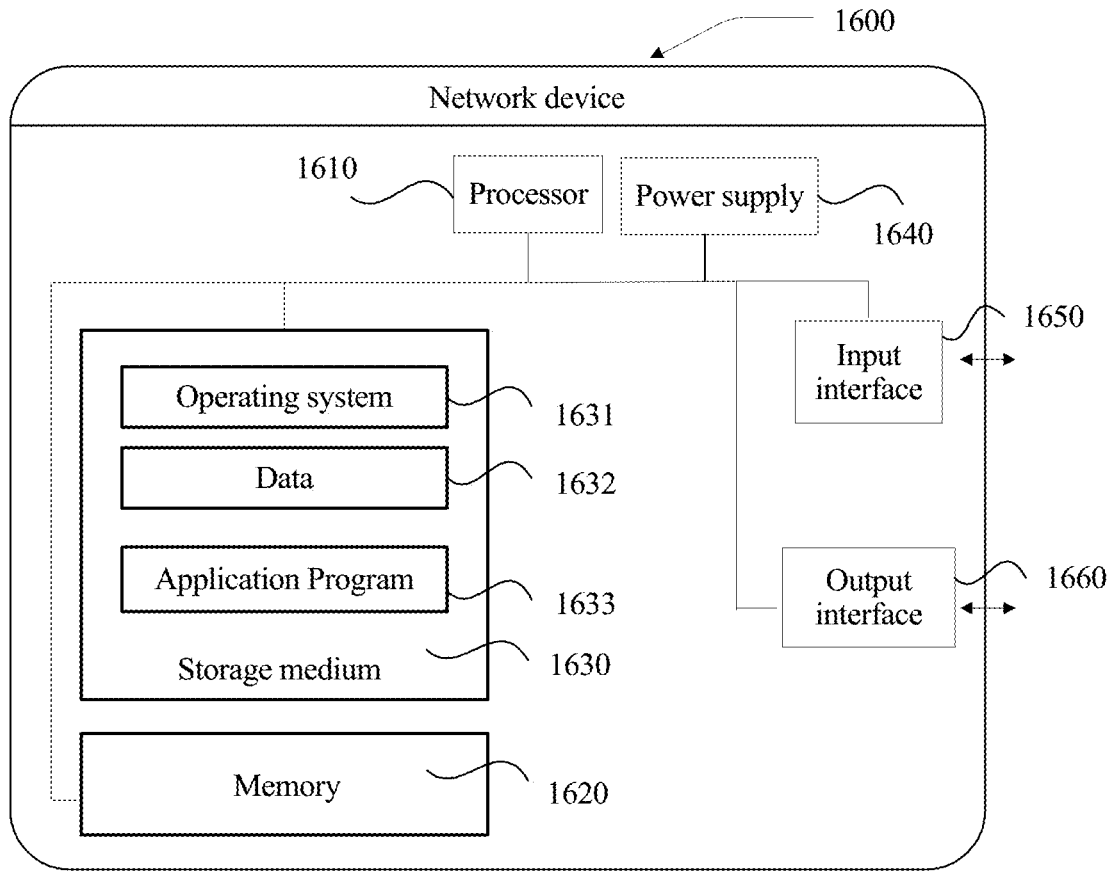 1600
Network device
1610
Processor
Power supply
1640
1650
Input
interface
Operating system
1631
Data
1632
Application Program
1633
Output
interface
1660
Storage medium
1630
Memory
1620